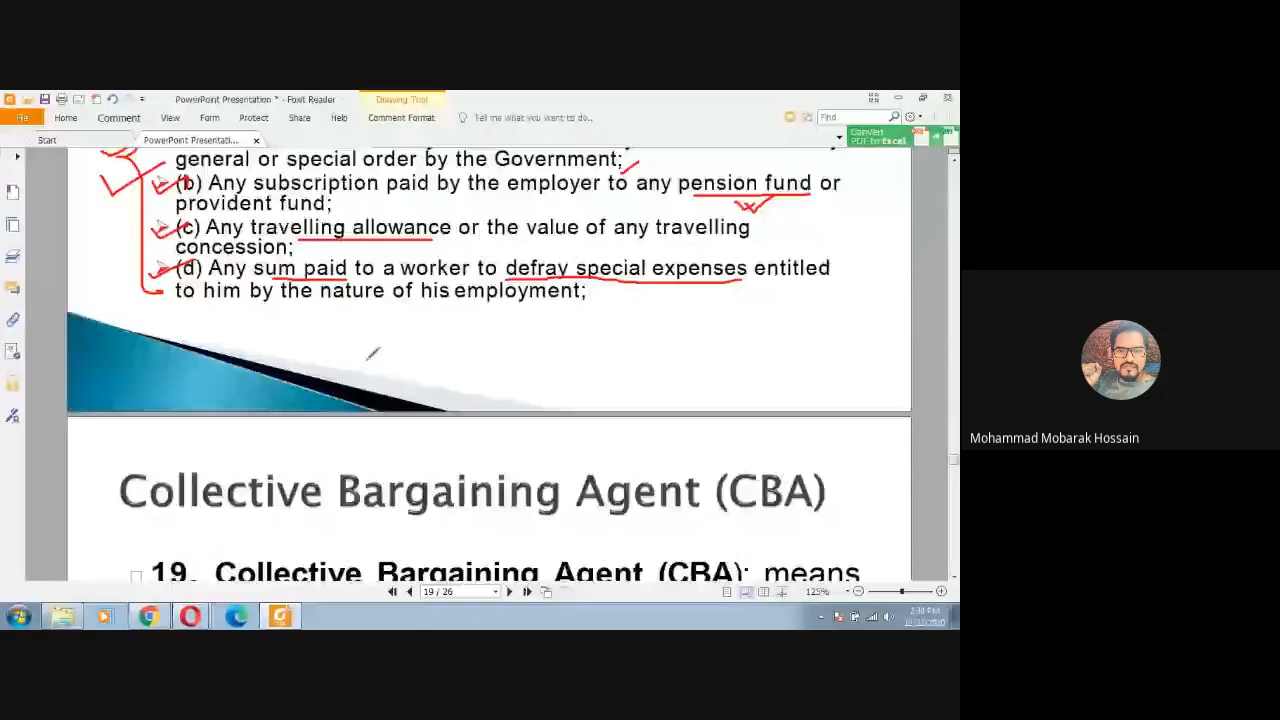 PowerPoint Presentation * - Foxit Reader
Drawing Tool
File Home Comment View Form Protect Share Help Comment Format Tell me what you want to do.. Find
Start PowerPoint Presentati... Convert
PDF to Excel
general or special order by the Government;
(b) Any subscription paid by the employer to any pension fund or
provident fund;
(c) Any travelling allowance or the value of any travelling
concession;
(d) Any sum paid to a worker to defray special expenses entitled
to him by the nature of his employment;
Collective Bargaining Agent (CBA)
19. Collective Bargaining Agent (CBA): means
19 / 26
125%
Mohammad Mobarak Hossain